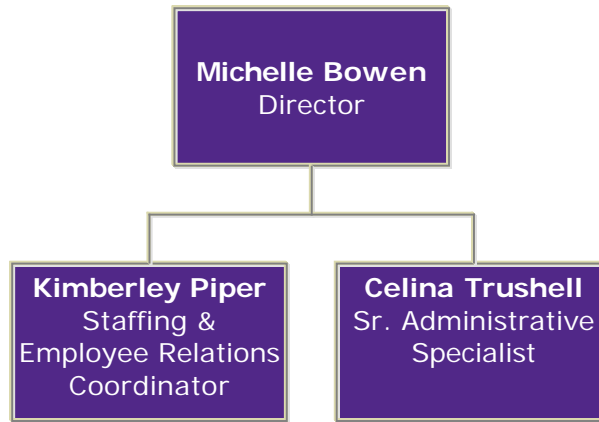 Michelle Bowen
Director
Kimberley Piper
Staffing &
Employee Relations
Coordinator
Celina Trushell
Sr. Administrative
Specialist